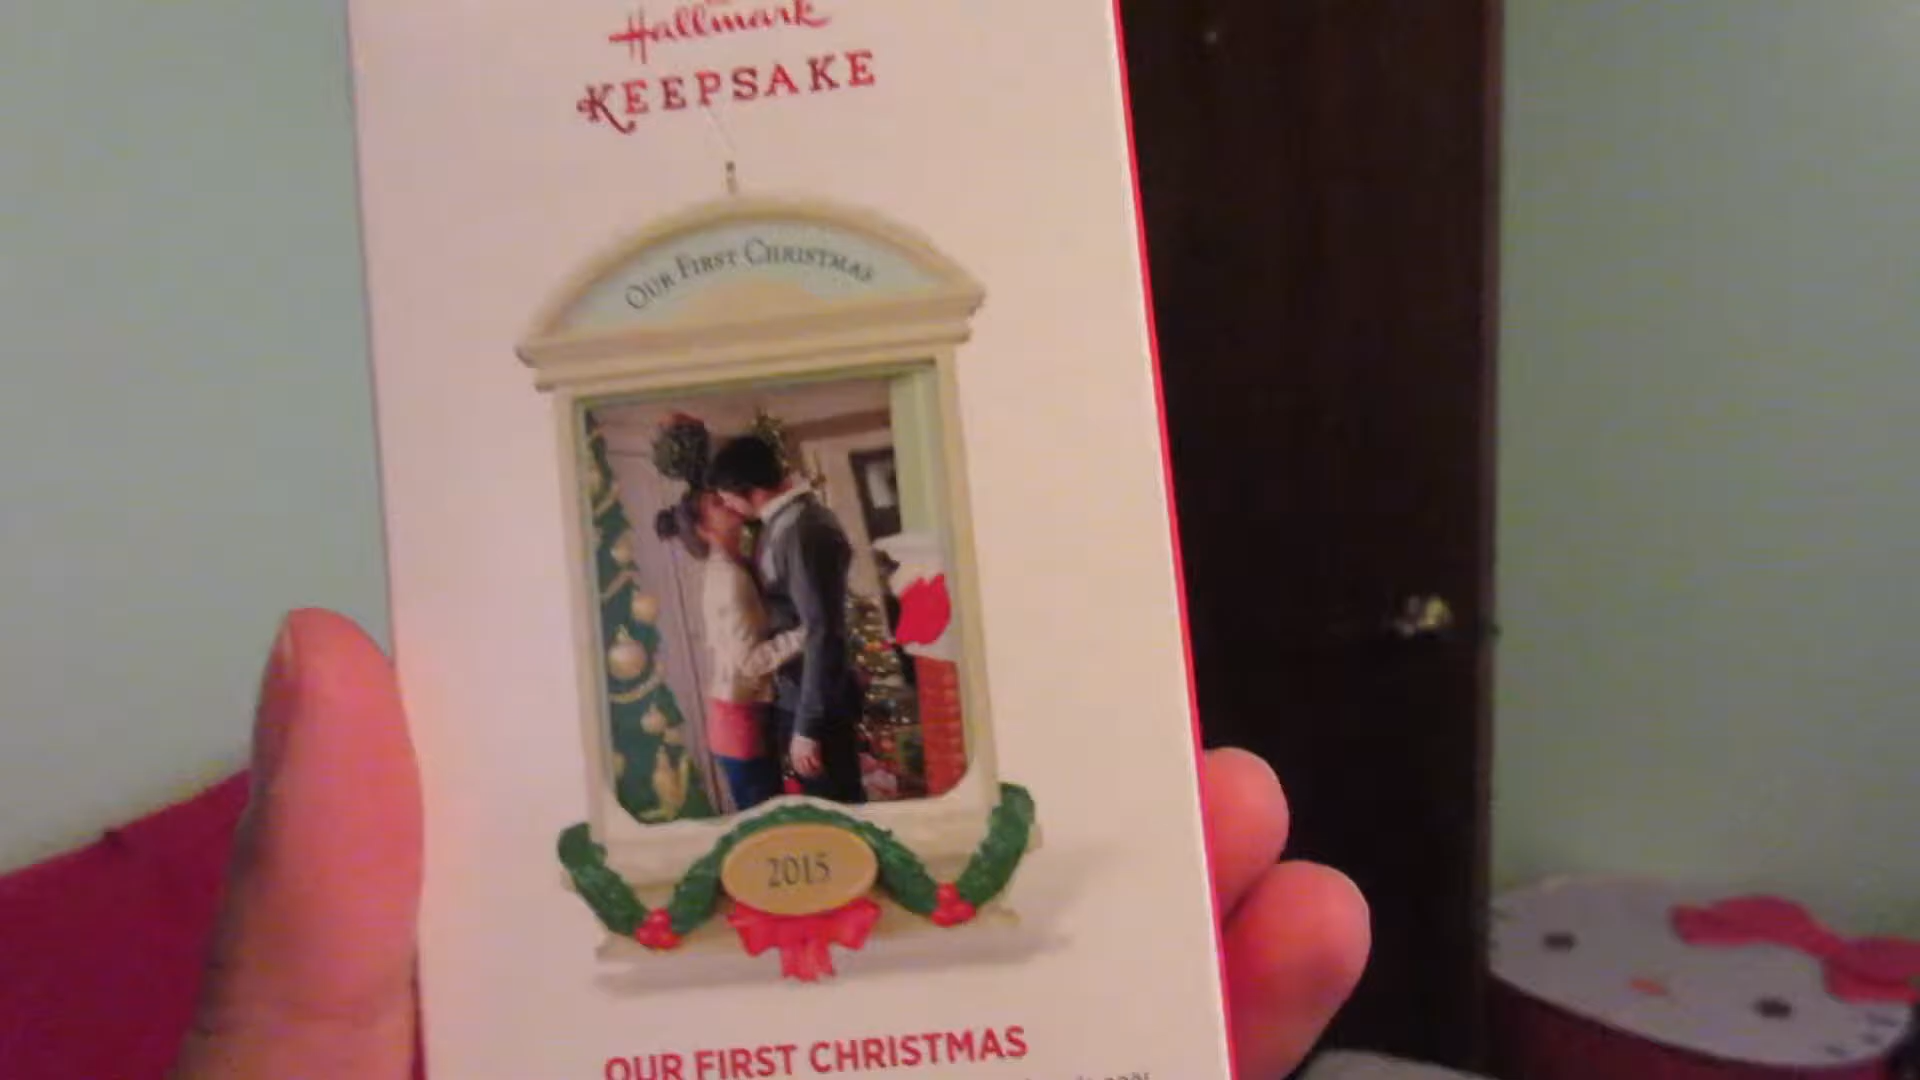 Hallmark
KEEPSAKE
OUR FIRST CHRISTMAS
2015
OUR FIRST CHRISTMAS